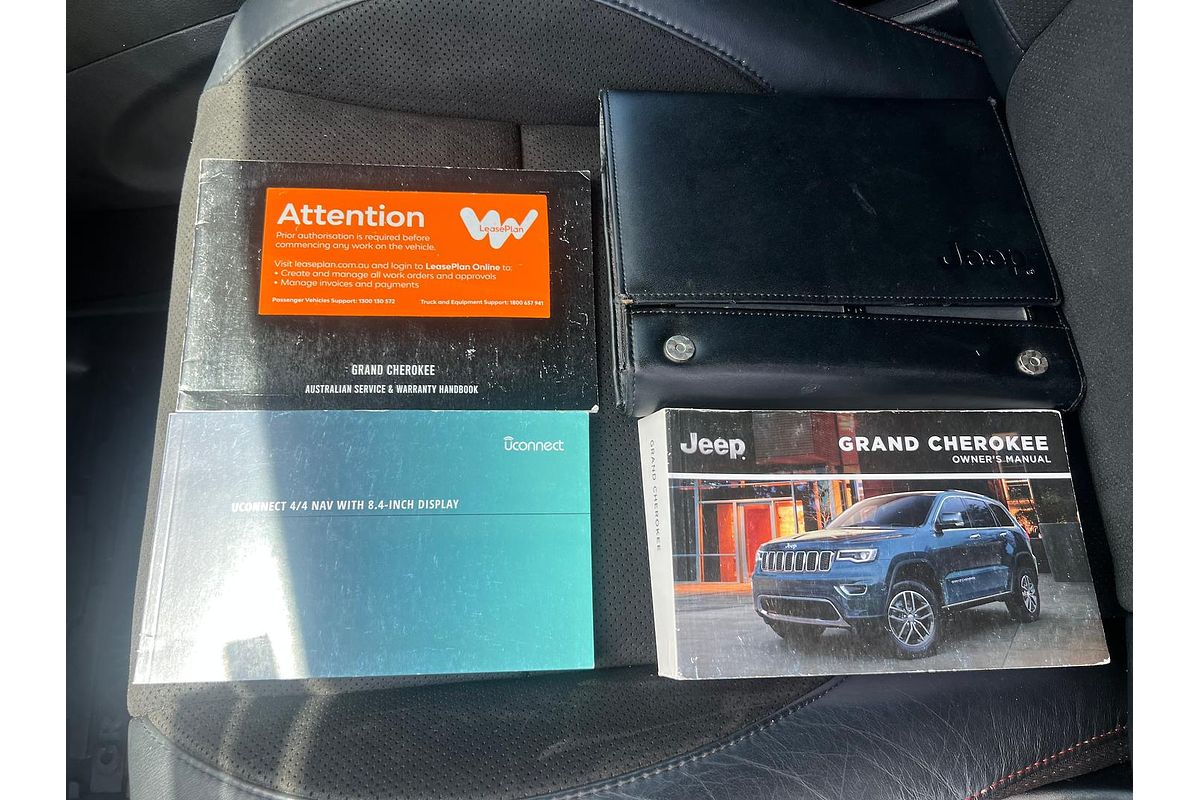 Attention
LeasePlan
Prior authorisation is required before
commencing any work on the vehicle.
Visit leaseplan.com.au and login to LeasePlan Online to:
• Create and manage all work orders and approvals
• Manage invoices and payments
Passenger Vehicles Support: 1300 130 572
Truck and Equipment Support: 1800 657 941
GRAND CHEROKEE
AUSTRALIAN SERVICE & WARRANTY HANDBOOK
Jeep
uconnect
UCONNECT 4/4 NAV WITH 8.4-INCH DISPLAY
GRAND CHEROKEE
Jeep
GRAND CHEROKEE
OWNER'S MANUAL
Jeep